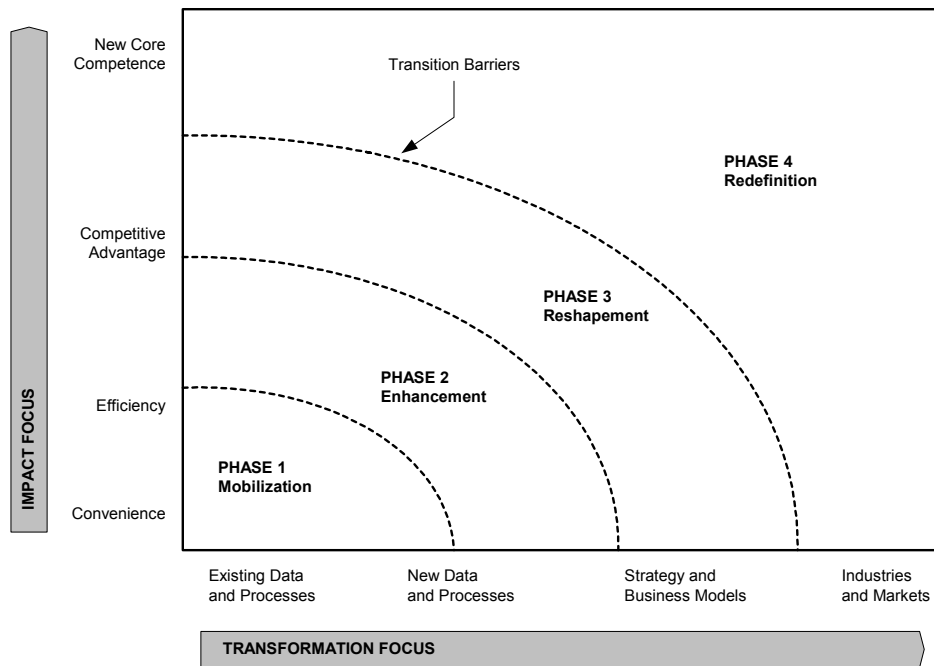 New Core
Competence
Transition Barriers
PHASE 4
Redefinition
Competitive
Advantage
PHASE 3
Reshapement
PHASE 2
Enhancement
Efficiency
PHASE 1
Mobilization
Convenience
IMPACT FOCUS
Existing Data
and Processes
New Data
and Processes
Strategy and
Business Models
Industries
and Markets
TRANSFORMATION FOCUS